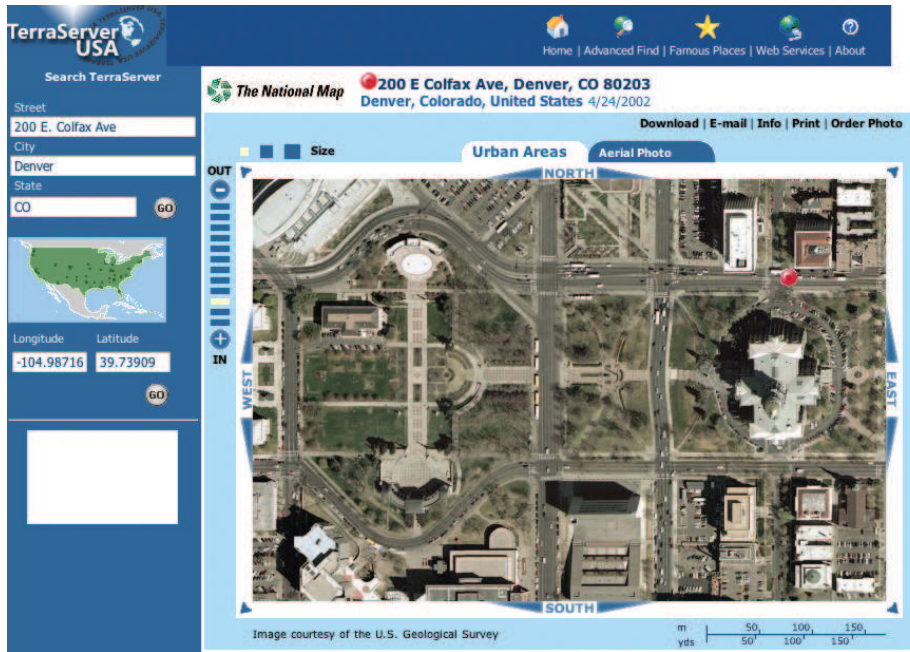 TerraServer
USA
Home | Advanced Find | Famous Places | Web Services | About
Search TerraServer
Street
200 E. Colfax Ave
City
Denver
State
CO
GO
Longitude Latitude
-104.98716 39.73909
GO
The National Map
200 E Colfax Ave, Denver, CO 80203
Denver, Colorado, United States 4/24/2002
Download | E-mail | Info | Print | Order Photo
Size
Urban Areas Aerial Photo
OUT
IN
NORTH
WEST
EAST
SOUTH
Image courtesy of the U.S. Geological Survey
m 50 100 150
yds 50' 100' 150'